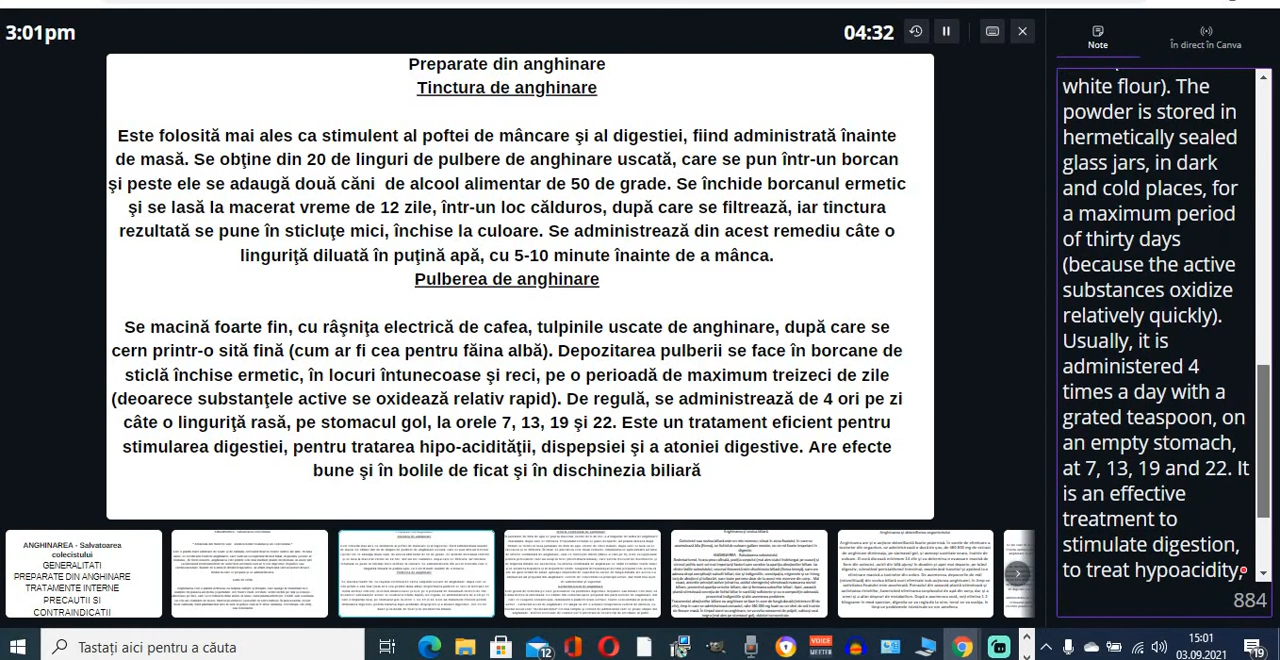 3:01pm
04:32
Note
În direct în Canva
Preparate din anghinare
Tinctura de anghinare
Este folosită mai ales ca stimulent al poftei de mâncare şi al digestiei, fiind administrată înainte
de masă. Se obţine din 20 de linguri de pulbere de anghinare uscată, care se pun într-un borcan
şi peste ele se adaugă două căni de alcool alimentar de 50 de grade. Se închide borcanul ermetic
şi se lasă la macerat vreme de 12 zile, într-un loc călduros, după care se filtrează, iar tinctura
rezultată se pune în sticluţe mici, închise la culoare. Se administrează din acest remediu câte o
linguriţă diluată în puţină apă, cu 5-10 minute înainte de a mânca.
Pulberea de anghinare
Se macină foarte fin, cu râşniţa electrică de cafea, tulpinile uscate de anghinare, după care se
cern printr-o sită fină (cum ar fi cea pentru făina albă). Depozitarea pulberii se face în borcane de
sticlă închise ermetic, în locuri întunecoase şi reci, pe o perioadă de maximum treizeci de zile
(deoarece substanţele active se oxidează relativ rapid). De regulă, se administrează de 4 ori pe zi
câte o linguriţă rasă, pe stomacul gol, la orele 7, 13, 19 şi 22. Este un tratament eficient pentru
stimularea digestiei, pentru tratarea hipo-acidităţii, dispepsiei şi a atoniei digestive. Are efecte
bune şi în bolile de ficat şi în dischinezia biliară
white flour). The
powder is stored in
hermetically sealed
glass jars, in dark
and cold places, for
a maximum period
of thirty days
(because the active
substances oxidize
relatively quickly).
Usually, it is
administered 4
times a day with a
grated teaspoon, on
an empty stomach,
at 7, 13, 19 and 22. It
is an effective
treatment to
stimulate digestion,
to treat hypoacidity,
884
ANGHINAREA - Salvatoarea
colecistului
GENERALITATI
PREPARATE DIN ANGHINARE
TRATAMENTE INTERNE
PRECAUTII SI
CONTRAINDICATII
Tastați aici pentru a căuta
12
VOICE
MEETER
15:01
03.09.2021
19